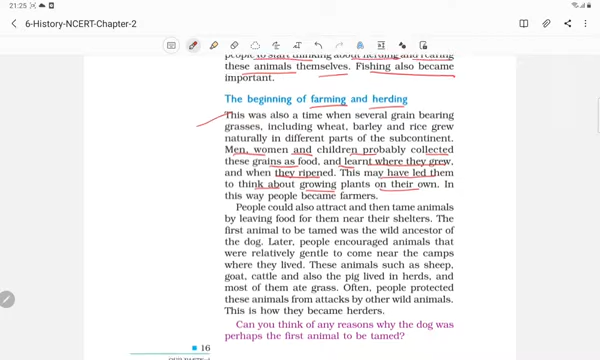 21:25
91%
6-History-NCERT-Chapter-2
people to start thinking about herding and rearing
these animals themselves. Fishing also became
important.
The beginning of farming and herding
This was also a time when several grain bearing
grasses, including wheat, barley and rice grew
naturally in different parts of the subcontinent.
Men, women and children probably collected
these grains as food, and learnt where they grew,
and when they ripened. This may have led them
to think about growing plants on their own. In
this way people became farmers.
People could also attract and then tame animals
by leaving food for them near their shelters. The
first animal to be tamed was the wild ancestor of
the dog. Later, people encouraged animals that
were relatively gentle to come near the camps
where they lived. These animals such as sheep,
goat, cattle and also the pig lived in herds, and
most of them ate grass. Often, people protected
these animals from attacks by other wild animals.
This is how they became herders.
Can you think of any reasons why the dog was
perhaps the first animal to be tamed?
16